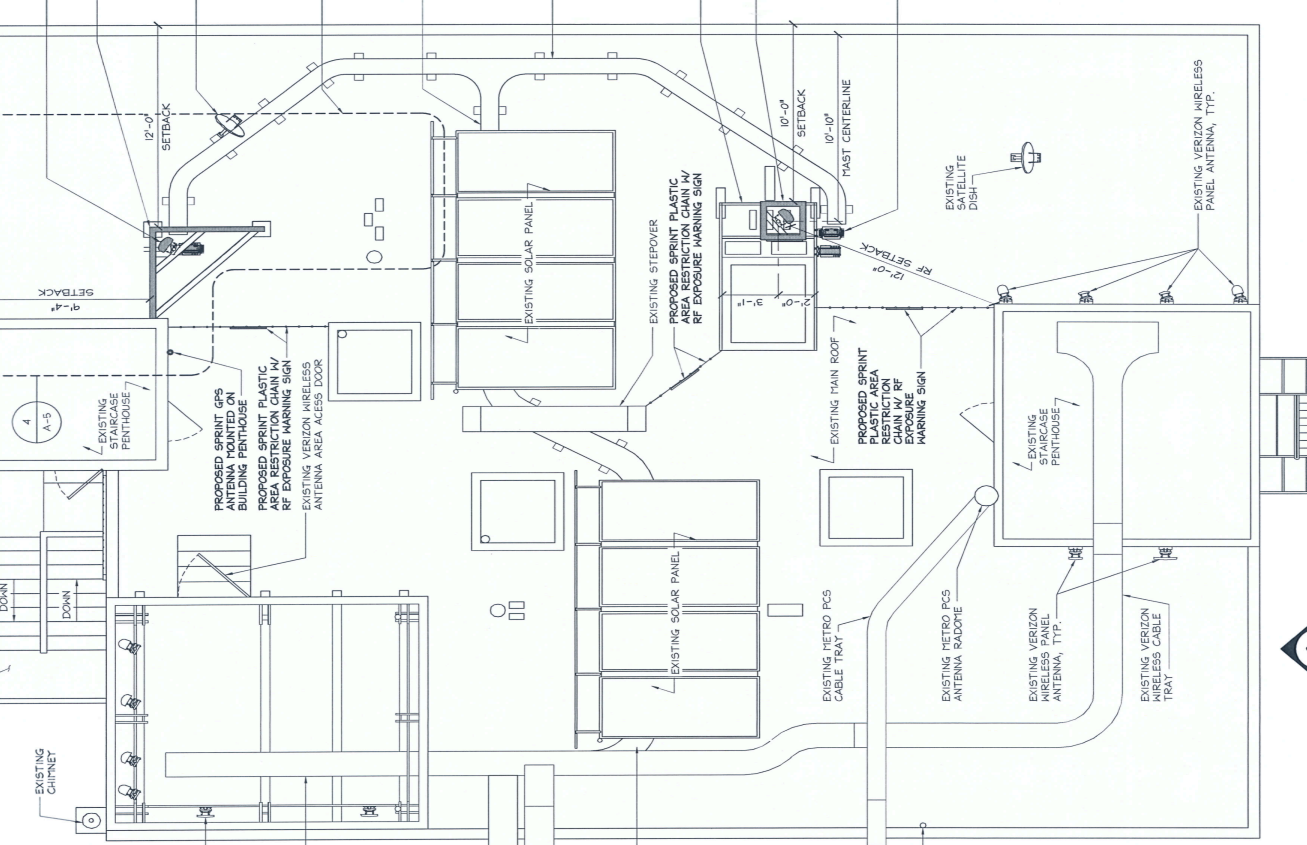 12'-0"
SETBACK
10'-0"
SETBACK
10'-10"
MAST CENTERLINE
EXISTING VERIZON WIRELESS
PANEL ANTENNA, TYP.
EXISTING
SATELLITE
DISH
9'-4"
SETBACK
EXISTING SOLAR PANEL
EXISTING STEPOVER
PROPOSED SPRINT PLASTIC
AREA RESTRICTION CHAIN W/
RF EXPOSURE WARNING SIGN
3'-1"
2'-0"
12'-0"
RF SETBACK
4
A-5
EXISTING
STAIRCASE
PENTHOUSE
PROPOSED SPRINT GPS
ANTENNA MOUNTED ON
BUILDING PENTHOUSE
PROPOSED SPRINT PLASTIC
AREA RESTRICTION CHAIN W/
RF EXPOSURE WARNING SIGN
EXISTING VERIZON WIRELESS
ANTENNA AREA ACESS DOOR
EXISTING MAIN ROOF
PROPOSED SPRINT
PLASTIC AREA
RESTRICTION
CHAIN W/ RF
EXPOSURE
WARNING SIGN
EXISTING
STAIRCASE
PENTHOUSE
DOWN
DOWN
EXISTING SOLAR PANEL
EXISTING METRO PCS
CABLE TRAY
EXISTING METRO PCS
ANTENNA RADOME
EXISTING VERIZON
WIRELESS PANEL
ANTENNA, TYP.
EXISTING VERIZON
WIRELESS CABLE
TRAY
EXISTING
CHIMNEY